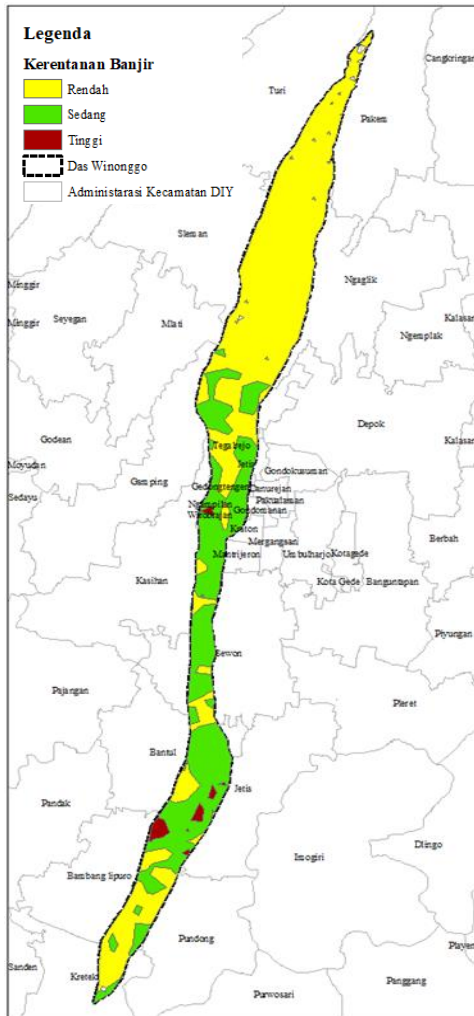 Legenda
Kerentanan Banjir
Rendah
Sedang
Tinggi
Das Winonggo
Administarasi Kecamatan DIY
Cangkringan
Turi
Pakem
Sleman
Ngaglik
Minggir
Seyegan
Kalasan
Minggir
Mlati
Ngemplak
Depok
Godean
Tegalrejo
Kalasan
Moyudan
Jetis
Gondokusuman
Gamping
Gedongtengen
Danurejan
Sedayu
Pakualaman
Ngampilan
Gondomanan
Wirobrajan
Kraton
Berbah
Mergangsan
Mantrijeron
Umbulharjo
Kotagede
Kasihan
Kota Gede
Banguntapan
Piyungan
Sewon
Pajangan
Pleret
Bantul
Jetis
Pandak
Imogiri
Dlingo
Bambang lipuro
Pundong
Playen
Sanden
Kretek
Panggang
Purwosari